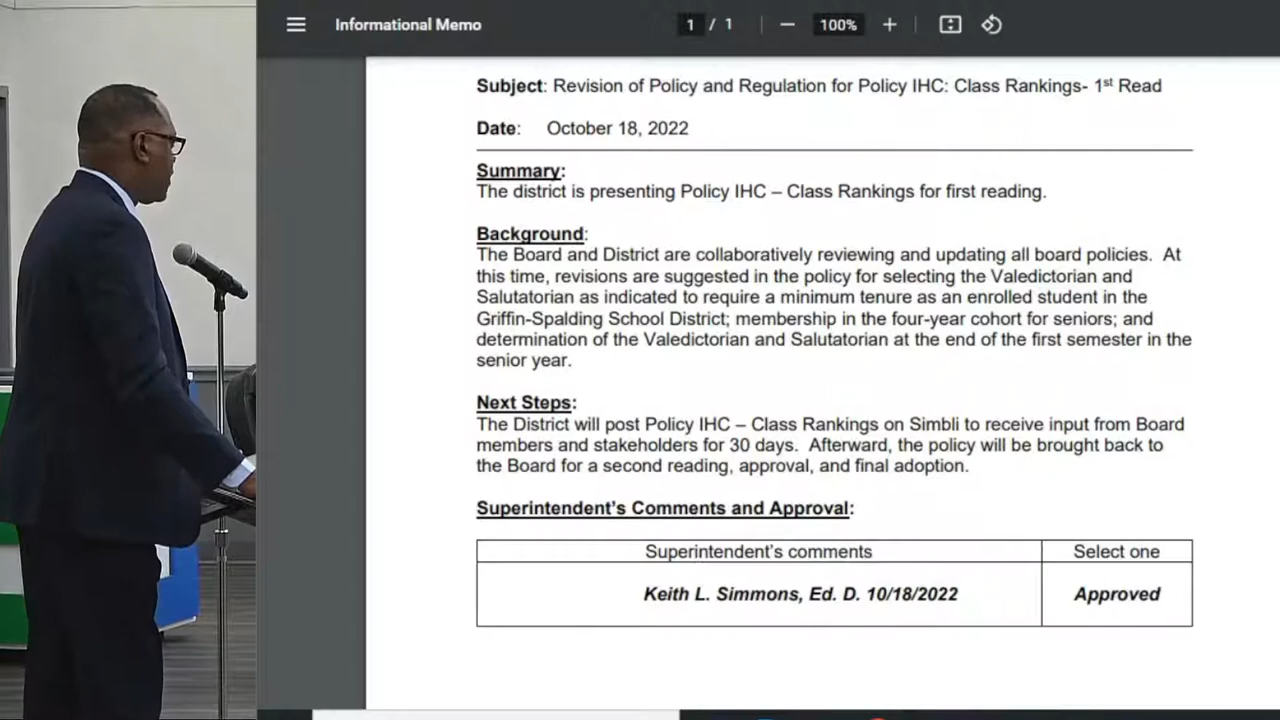 Informational Memo
1 / 1
100%
Subject: Revision of Policy and Regulation for Policy IHC: Class Rankings- 1st Read
Date: October 18, 2022
Summary:
The district is presenting Policy IHC – Class Rankings for first reading.
Background:
The Board and District are collaboratively reviewing and updating all board policies. At
this time, revisions are suggested in the policy for selecting the Valedictorian and
Salutatorian as indicated to require a minimum tenure as an enrolled student in the
Griffin-Spalding School District; membership in the four-year cohort for seniors; and
determination of the Valedictorian and Salutatorian at the end of the first semester in the
senior year.
Next Steps:
The District will post Policy IHC – Class Rankings on Simbli to receive input from Board
members and stakeholders for 30 days. Afterward, the policy will be brought back to
the Board for a second reading, approval, and final adoption.
Superintendent's Comments and Approval:
Superintendent's comments Select one
Keith L. Simmons, Ed. D. 10/18/2022 Approved